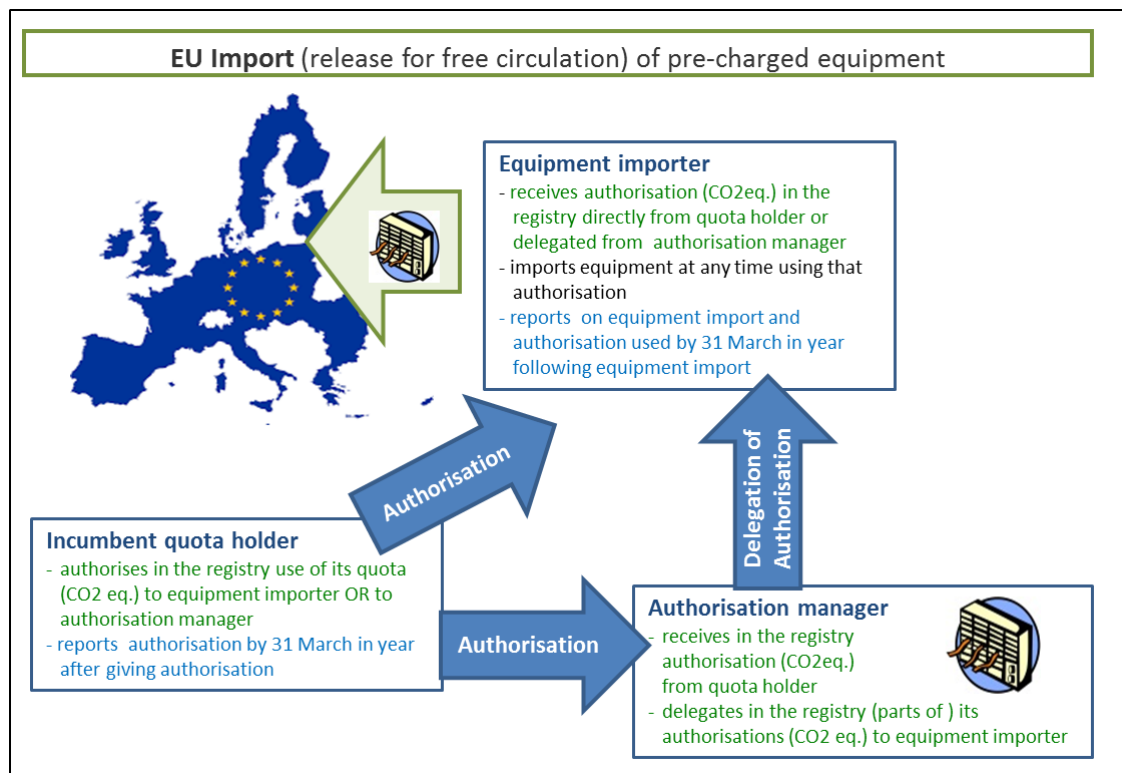 EU Import (release for free circulation) of pre-charged equipment
Equipment importer
- receives authorisation (CO2eq.) in the
registry directly from quota holder or
delegated from authorisation manager
- imports equipment at any time using that
authorisation
- reports on equipment import and
authorisation used by 31 March in year
following equipment import
Authorisation
Delegation of
Authorisation
Incumbent quota holder
- authorises in the registry use of its quota
(CO2 eq.) to equipment importer OR to
authorisation manager
- reports authorisation by 31 March in year
after giving authorisation
Authorisation
Authorisation manager
- receives in the registry
authorisation (CO2eq.)
from quota holder
- delegates in the registry (parts of ) its
authorisations (CO2 eq.) to equipment importer